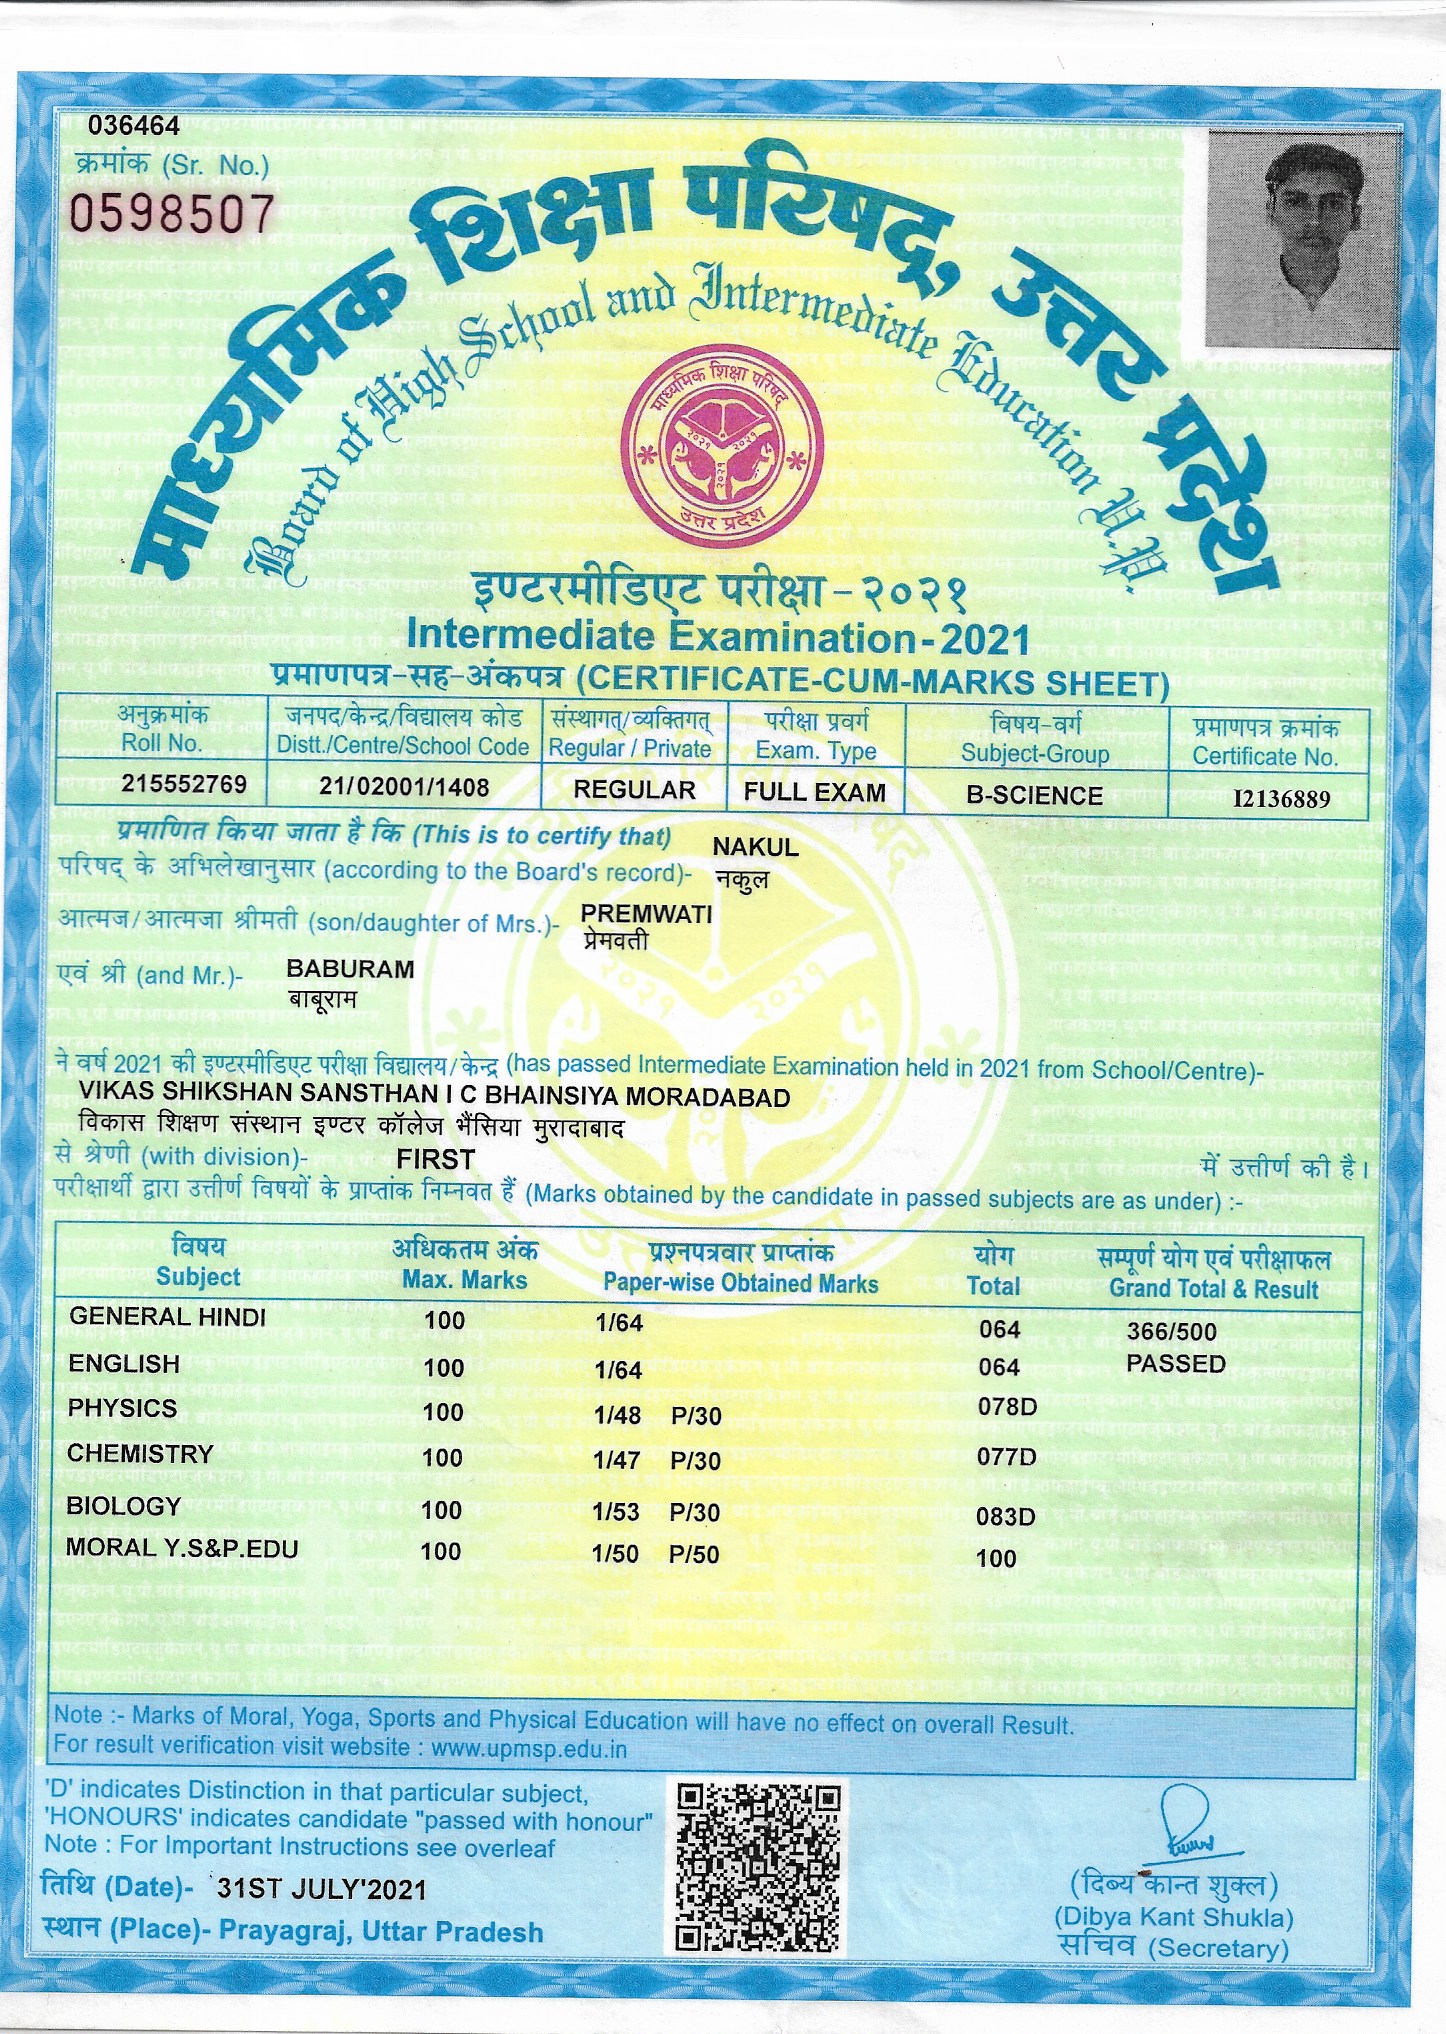 036464
क्रमांक (Sr. No.)
0598507
माध्यमिक शिक्षा परिषद्, उत्तर प्रदेश
Board of High School and Intermediate Education U.P.
माध्यमिक शिक्षा परिषद्
२०२१ २०२१
२०२१
उत्तर प्रदेश
इण्टरमीडिएट परीक्षा - २०२१
Intermediate Examination - 2021
प्रमाणपत्र-सह-अंकपत्र (CERTIFICATE-CUM-MARKS SHEET)
अनुक्रमांक जनपद/केन्द्र/विद्यालय कोड संस्थागत्/व्यक्तिगत् परीक्षा प्रवर्ग विषय-वर्ग प्रमाणपत्र क्रमांक
Roll No. Distt./Centre/School Code Regular / Private Exam. Type Subject-Group Certificate No.
215552769 21/02001/1408 REGULAR FULL EXAM B-SCIENCE I2136889
प्रमाणित किया जाता है कि (This is to certify that) NAKUL
परिषद् के अभिलेखानुसार (according to the Board's record)- नकुल
आत्मज/आत्मजा श्रीमती (son/daughter of Mrs.)- PREMWATI
प्रेमवती
एवं श्री (and Mr.)- BABURAM
बाबूराम
ने वर्ष 2021 की इण्टरमीडिएट परीक्षा विद्यालय/केन्द्र (has passed Intermediate Examination held in 2021 from School/Centre)-
VIKAS SHIKSHAN SANSTHAN I C BHAINSIYA MORADABAD
विकास शिक्षण संस्थान इण्टर कॉलेज भैंसिया मुरादाबाद
से श्रेणी (with division)- FIRST में उत्तीर्ण की है।
परीक्षार्थी द्वारा उत्तीर्ण विषयों के प्राप्तांक निम्नवत हैं (Marks obtained by the candidate in passed subjects are as under) :-
विषय अधिकतम अंक प्रश्नपत्रवार प्राप्तांक योग सम्पूर्ण योग एवं परीक्षाफल
Subject Max. Marks Paper-wise Obtained Marks Total Grand Total & Result
GENERAL HINDI 100 1/64 064 366/500
ENGLISH 100 1/64 064 PASSED
PHYSICS 100 1/48 P/30 078D
CHEMISTRY 100 1/47 P/30 077D
BIOLOGY 100 1/53 P/30 083D
MORAL Y.S&P.EDU 100 1/50 P/50 100
Note :- Marks of Moral, Yoga, Sports and Physical Education will have no effect on overall Result.
For result verification visit website : www.upmsp.edu.in
'D' indicates Distinction in that particular subject,
'HONOURS' indicates candidate "passed with honour"
Note : For Important Instructions see overleaf
तिथि (Date)- 31ST JULY'2021
स्थान (Place)- Prayagraj, Uttar Pradesh
(दिब्य कान्त शुक्ल)
(Dibya Kant Shukla)
सचिव (Secretary)